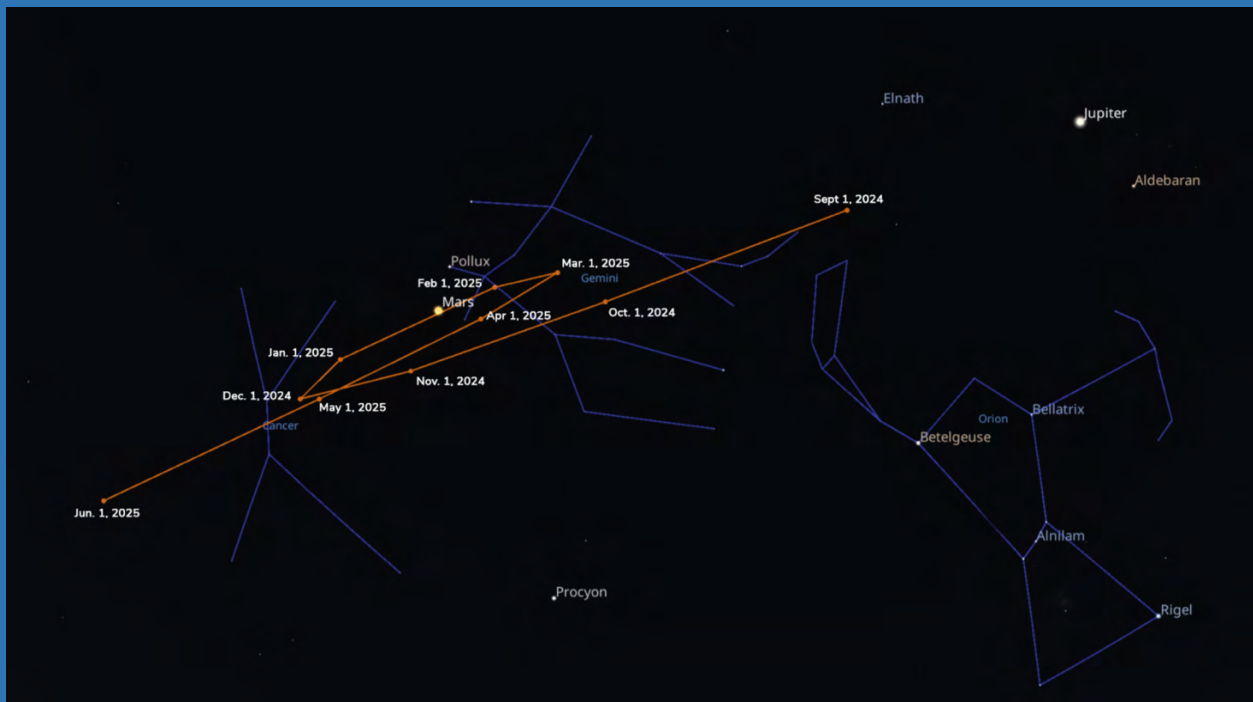 Elnath
Jupiter
Aldebaran
Sept 1, 2024
Pollux
Mar. 1, 2025
Gemini
Feb 1, 2025
Mars
Apr 1, 2025
Oct. 1, 2024
Jan. 1, 2025
Nov. 1, 2024
Dec. 1, 2024
May 1, 2025
Cancer
Bellatrix
Orion
Betelgeuse
Jun. 1, 2025
Alnilam
Procyon
Rigel